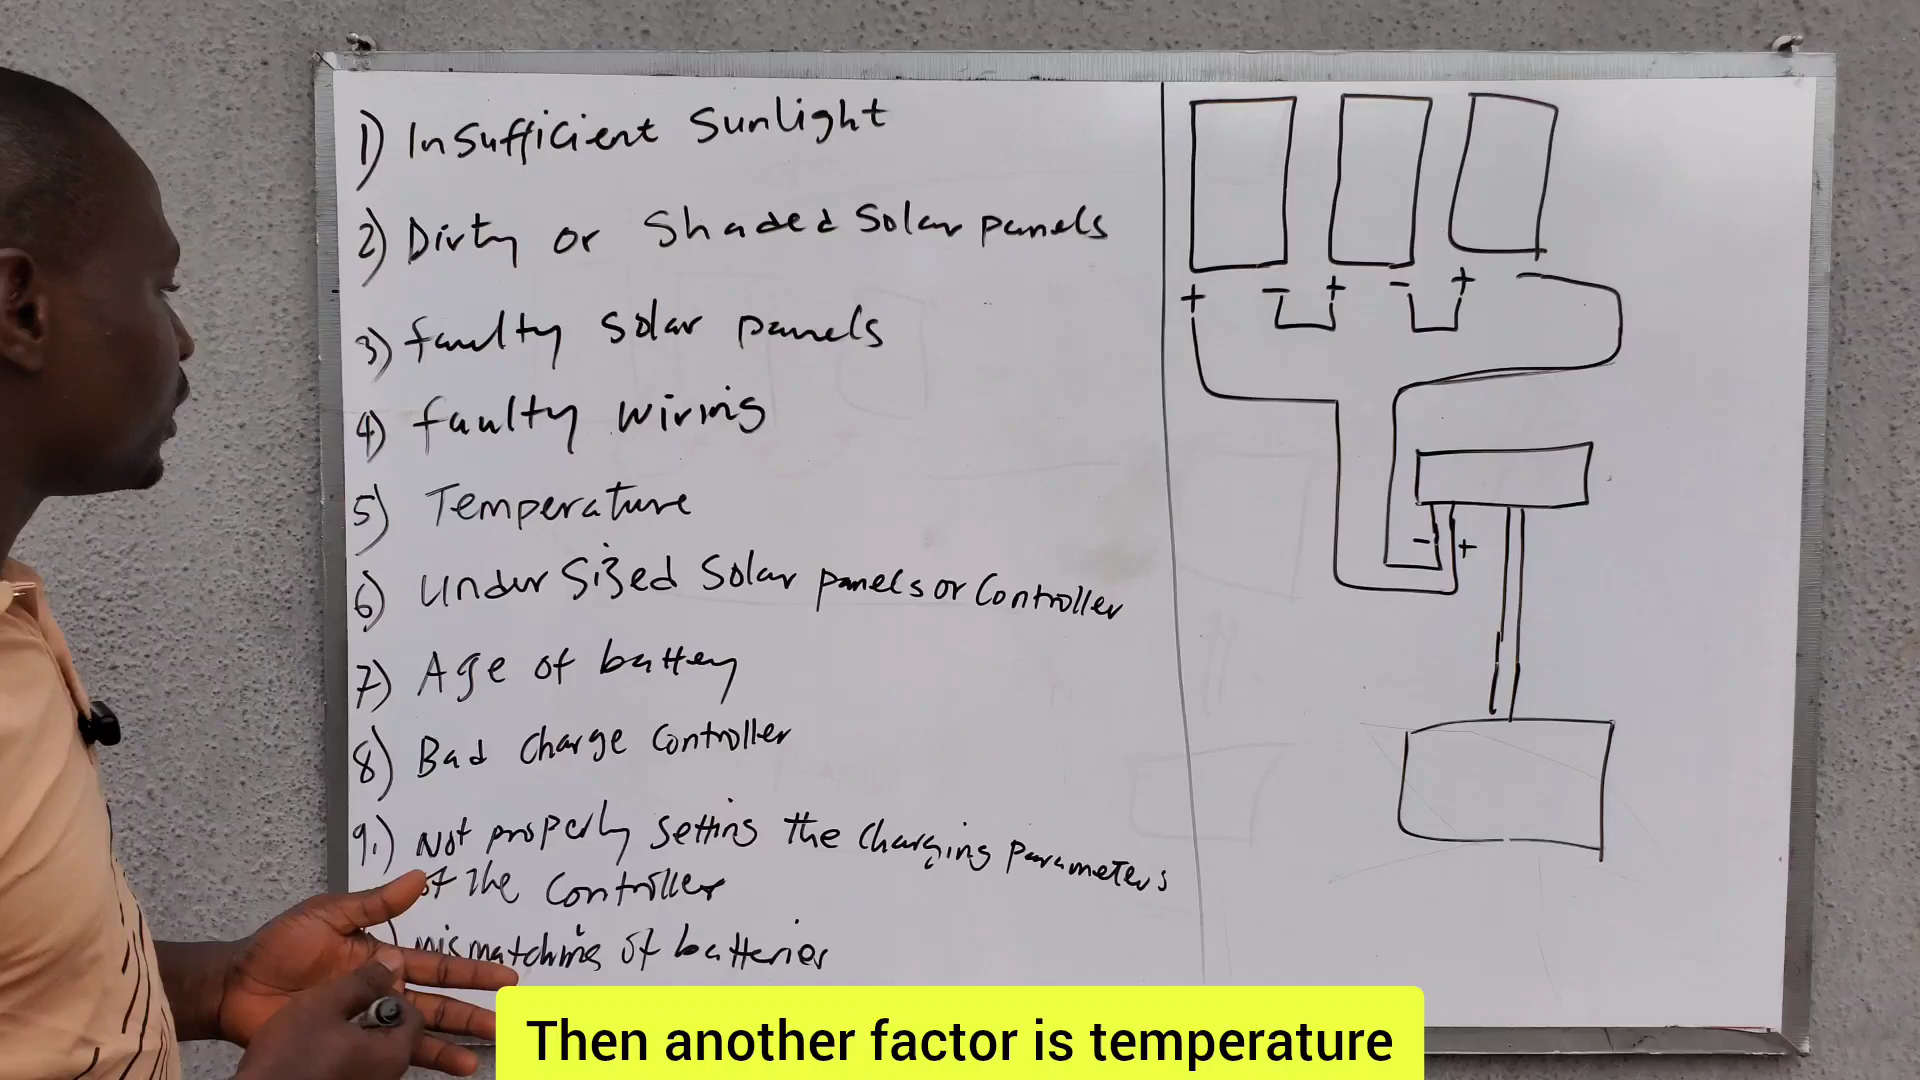 1) Insufficient Sunlight
2) Dirty or Shaded Solar panels
3) faulty solar panels
4) faulty wiring
5) Temperature
6) Under Sized Solar panels or Controller
7) Age of battery
8) Bad Charge Controller
9.) Not properly setting the charging parameters
of the Controller
) mismatching of batteries
+ - + - +
- +
Then another factor is temperature